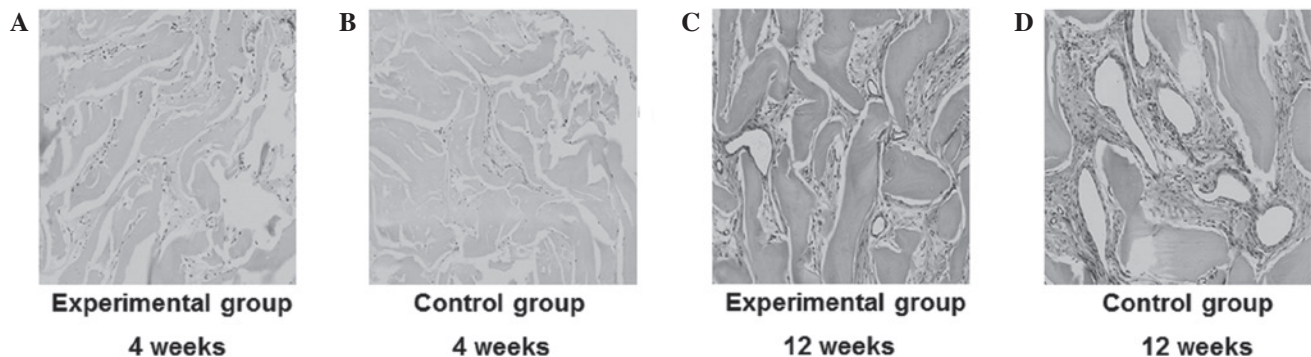 A
B
C
D
Experimental group
4 weeks
Control group
4 weeks
Experimental group
12 weeks
Control group
12 weeks